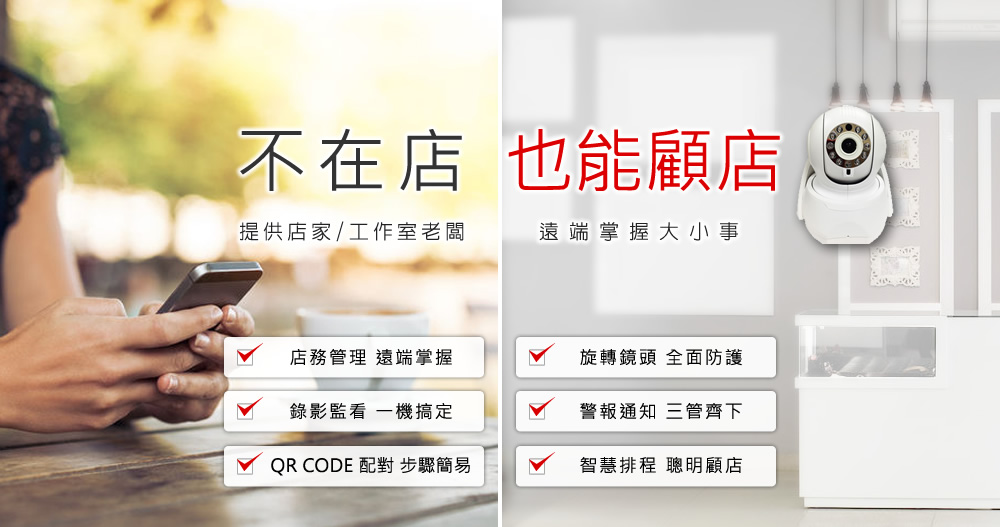 不在店
也能顧店
提供店家/工作室老闆
遠端掌握大小事
店務管理 遠端掌握
錄影監看 一機搞定
QR CODE 配對 步驟簡易
旋轉鏡頭 全面防護
警報通知 三管齊下
智慧排程 聰明顧店